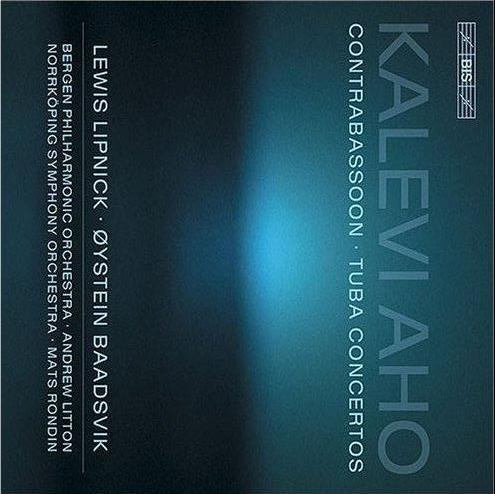 BIS
KALEVI AHO
CONTRABASSOON · TUBA CONCERTOS
LEWIS LIPNICK · ØYSTEIN BAADSVIK
BERGEN PHILHARMONIC ORCHESTRA · ANDREW LITTON
NORRKÖPING SYMPHONY ORCHESTRA · MATS RONDIN